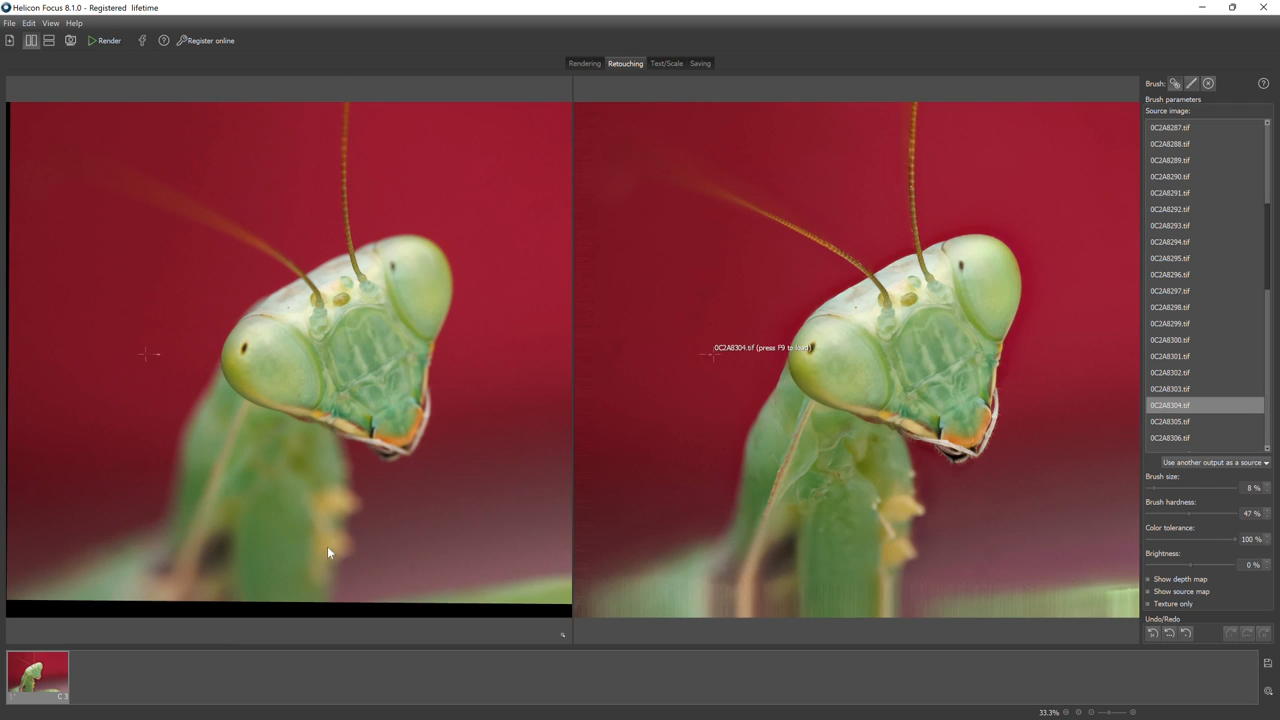 Helicon Focus 8.1.0 - Registered lifetime
File Edit View Help
Render
Register online
Rendering Retouching Text/Scale Saving
Brush:
Brush parameters
Source image:
0C2A8287.tif
0C2A8288.tif
0C2A8289.tif
0C2A8290.tif
0C2A8291.tif
0C2A8292.tif
0C2A8293.tif
0C2A8294.tif
0C2A8295.tif
0C2A8296.tif
0C2A8297.tif
0C2A8298.tif
0C2A8299.tif
0C2A8300.tif
0C2A8301.tif
0C2A8302.tif
0C2A8303.tif
0C2A8304.tif
0C2A8305.tif
0C2A8306.tif
0C2A8304.tif (press F9 to load)
Use another output as a source
Brush size:
8 %
Brush hardness:
47 %
Color tolerance:
100 %
Brightness:
0 %
Show depth map
Show source map
Texture only
Undo/Redo
C 3
33.3%